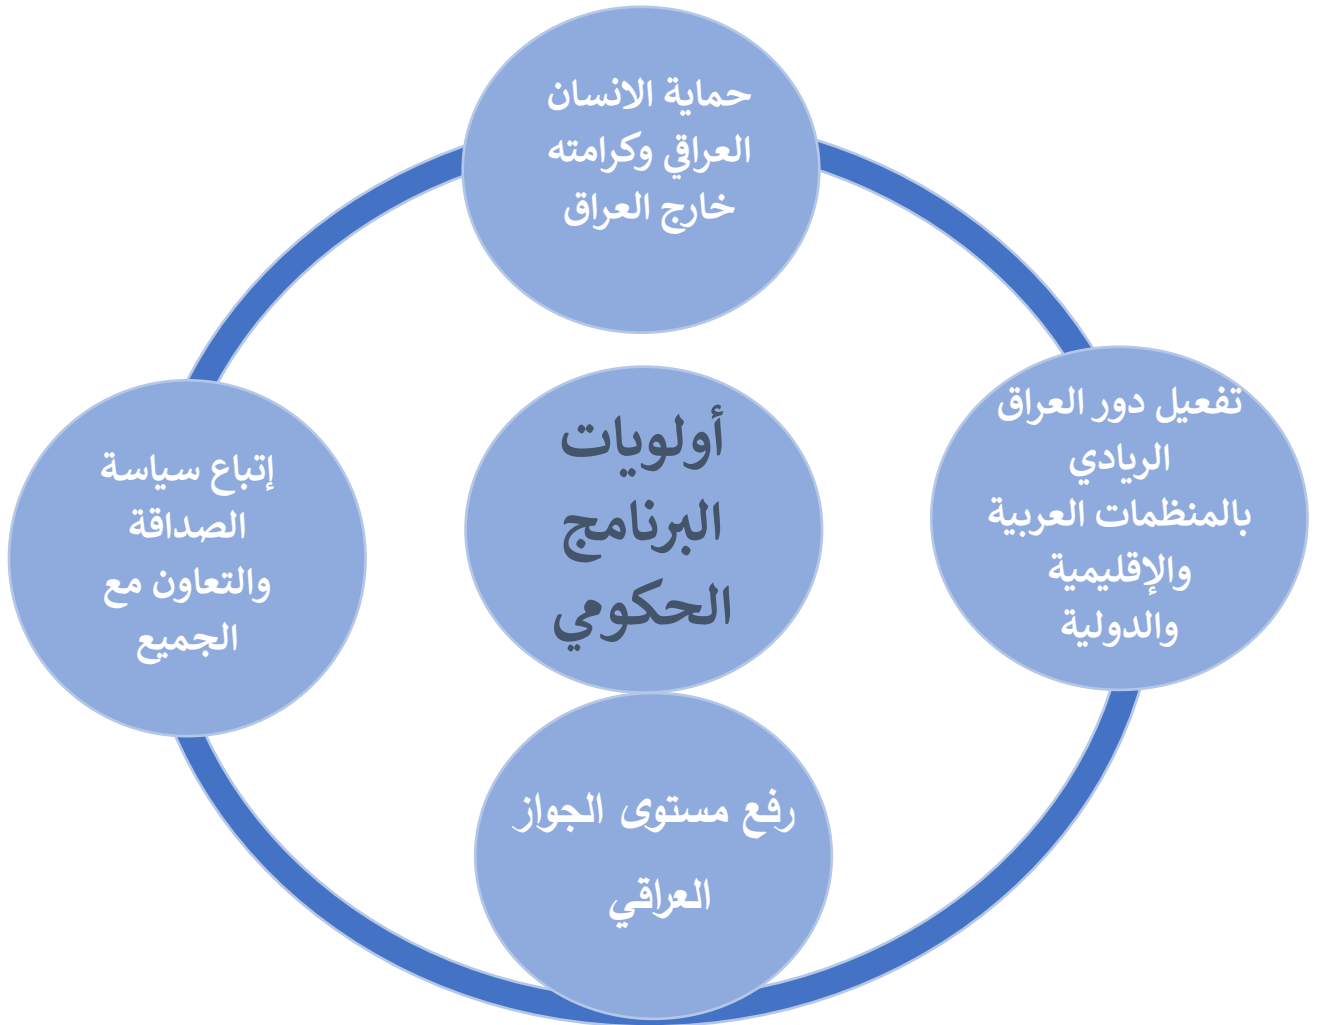 حماية الانسان
العراقي وكرامته
خارج العراق
تفعيل دور العراق
الريادي
بالمنظمات العربية
والإقليمية
والدولية
أولويات
البرنامج
الحكومي
إتباع سياسة
الصداقة
والتعاون مع
الجميع
رفع مستوى الجواز
العراقي